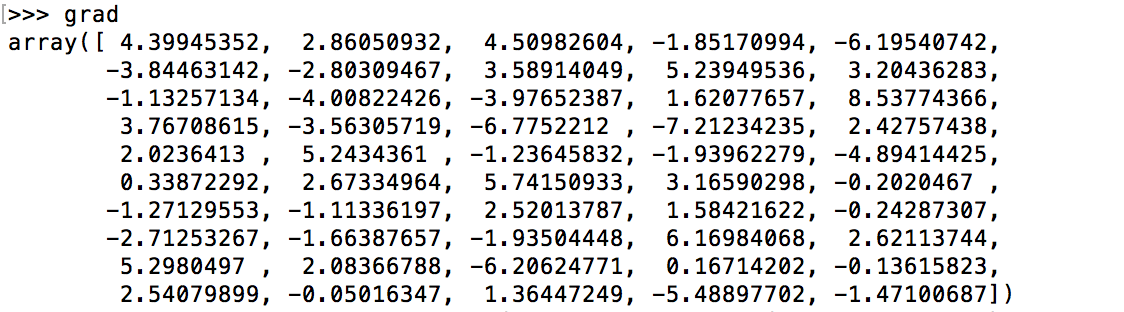 [>>> grad
array([ 4.39945352,  2.86050932,  4.50982604, -1.85170994, -6.19540742,
       -3.84463142, -2.80309467,  3.58914049,  5.23949536,  3.20436283,
       -1.13257134, -4.00822426, -3.97652387,  1.62077657,  8.53774366,
        3.76708615, -3.56305719, -6.7752212 , -7.21234235,  2.42757438,
        2.0236413 ,  5.2434361 , -1.23645832, -1.93962279, -4.89414425,
        0.33872292,  2.67334964,  5.74150933,  3.16590298, -0.2020467 ,
       -1.27129553, -1.11336197,  2.52013787,  1.58421622, -0.24287307,
       -2.71253267, -1.66387657, -1.93504448,  6.16984068,  2.62113744,
        5.2980497 ,  2.08366788, -6.20624771,  0.16714202, -0.13615823,
        2.54079899, -0.05016347,  1.36447249, -5.48897702, -1.47100687])